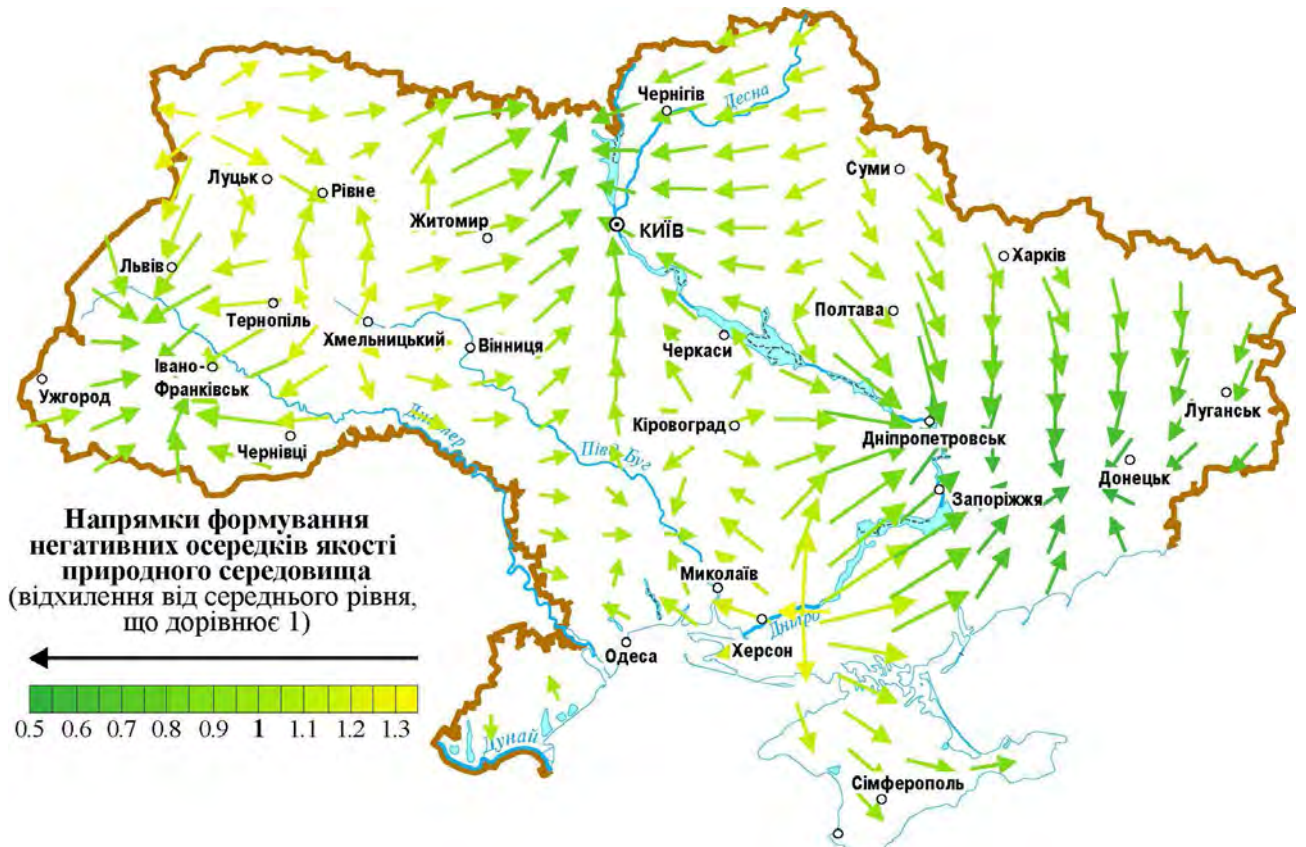 Чернігів
Десна
Суми
Луцьк
Рівне
Житомир
КИЇВ
Харків
Львів
Тернопіль
Хмельницький
Вінниця
Полтава
Черкаси
Івано-
Франківськ
Ужгород
Луганськ
Чернівці
Дністер
Кіровоград
Дніпропетровськ
Півд. Буг
Донецьк
Запоріжжя
Напрямки формування
негативних осередків якості
природного середовища
(відхилення від середнього рівня,
що дорівнює 1)
Миколаїв
Дніпро
Херсон
Одеса
0.5 0.6 0.7 0.8 0.9 1 1.1 1.2 1.3
Дунай
Сімферополь